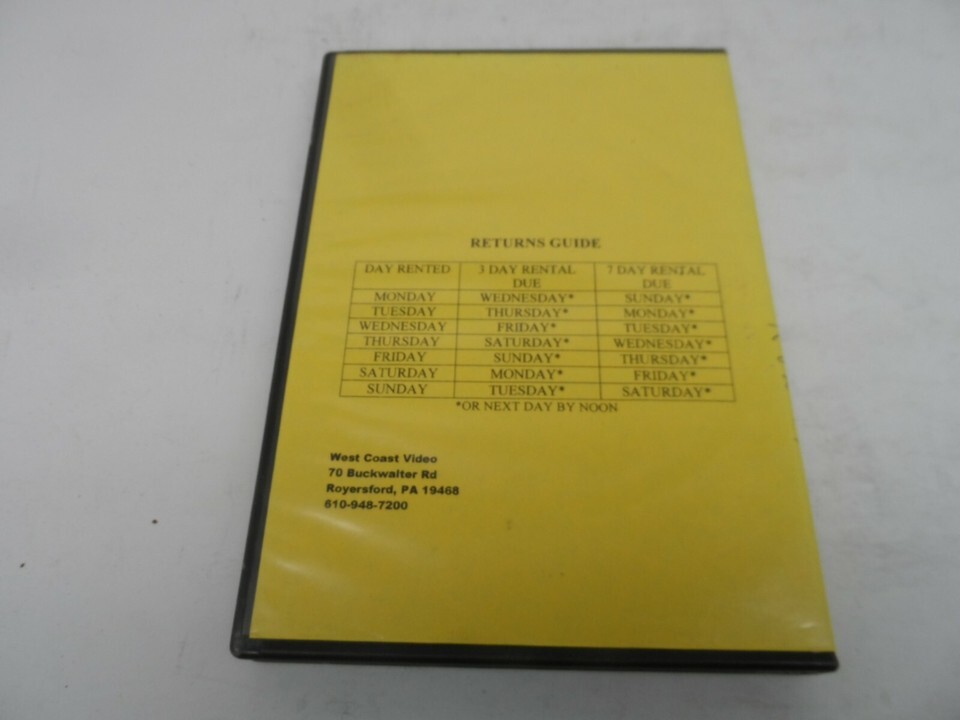 RETURNS GUIDE
DAY RENTED 3 DAY RENTAL DUE 7 DAY RENTAL DUE
MONDAY WEDNESDAY* SUNDAY*
TUESDAY THURSDAY* MONDAY*
WEDNESDAY FRIDAY* TUESDAY*
THURSDAY SATURDAY* WEDNESDAY*
FRIDAY SUNDAY* THURSDAY*
SATURDAY MONDAY* FRIDAY*
SUNDAY TUESDAY* SATURDAY*
*OR NEXT DAY BY NOON
West Coast Video
70 Buckwalter Rd
Royersford, PA 19468
610-948-7200